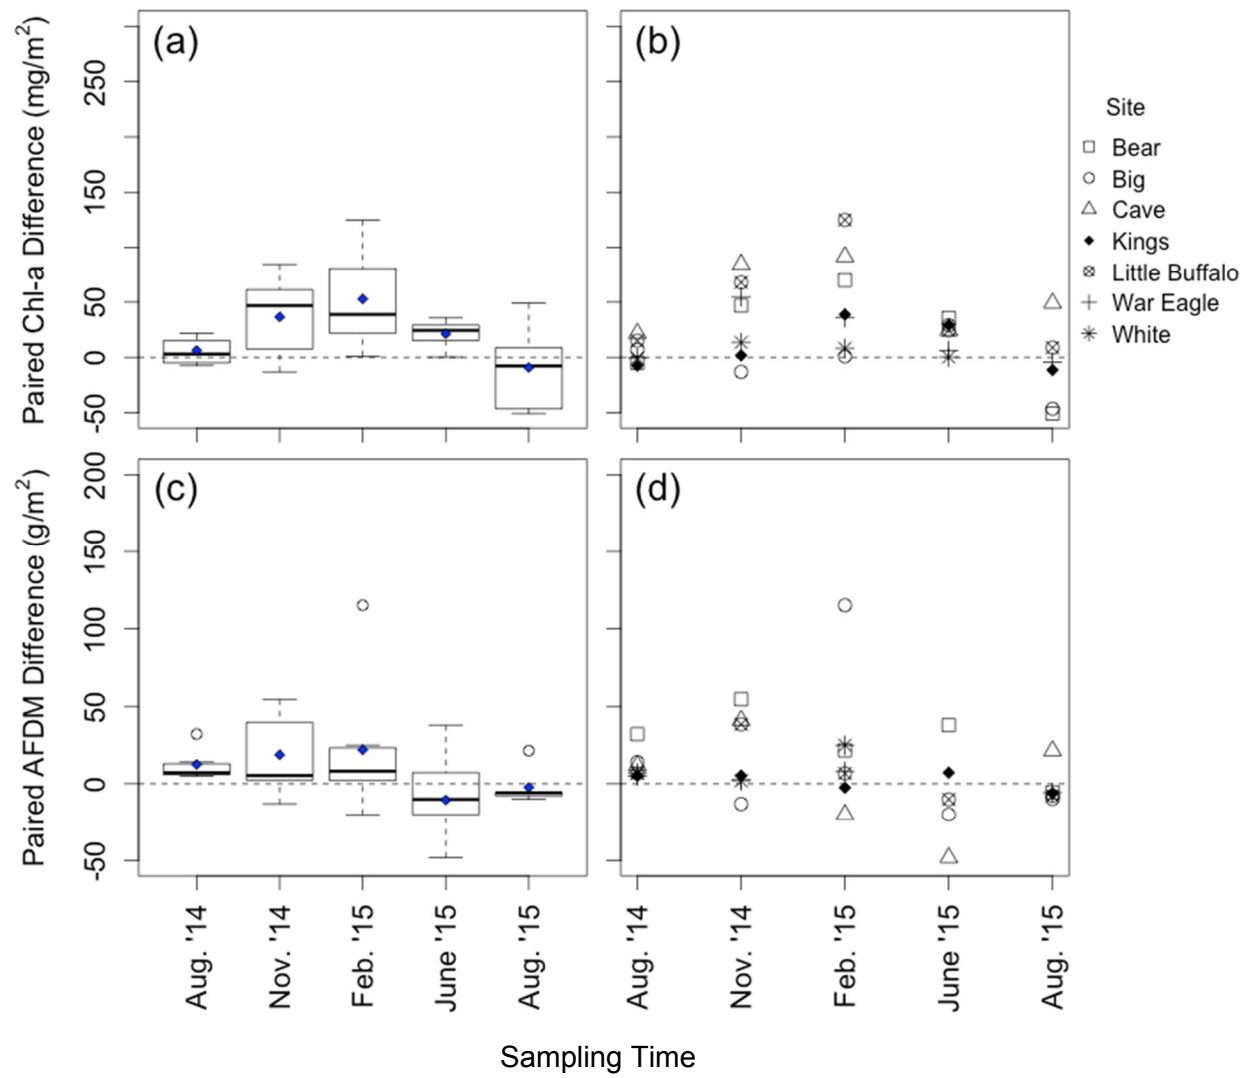 (a)
(b)
Paired Chl-a Difference (mg/m²)
250
150
50
0
-50
Site
Bear
Big
Cave
Kings
Little Buffalo
War Eagle
White
(c)
(d)
Paired AFDM Difference (g/m²)
200
150
100
50
0
-50
Aug. '14
Nov. '14
Feb. '15
June '15
Aug. '15
Aug. '14
Nov. '14
Feb. '15
June '15
Aug. '15
Sampling Time